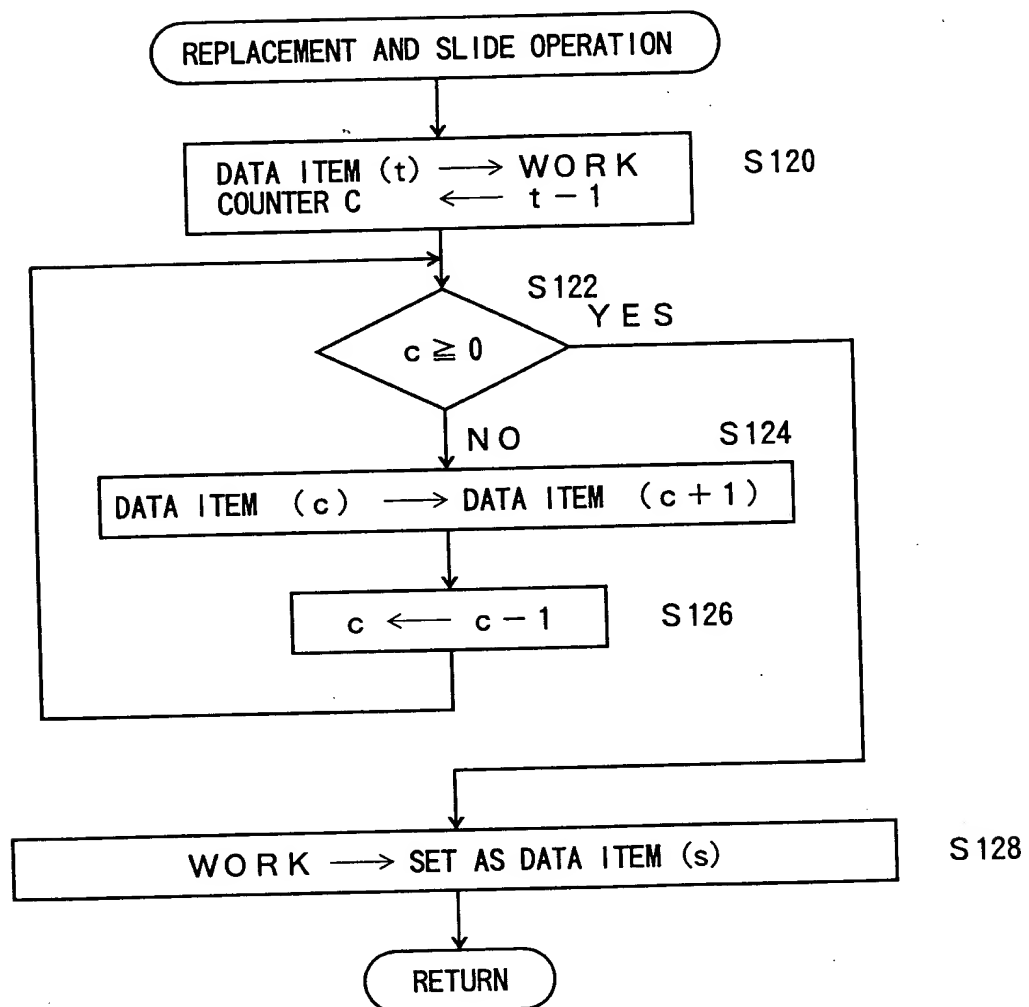 REPLACEMENT AND SLIDE OPERATION
DATA ITEM (t) → WORK
COUNTER C ← t - 1
S120
S122
YES
c ≧ 0
NO
S124
DATA ITEM (c) → DATA ITEM (c + 1)
c ← c - 1
S126
WORK → SET AS DATA ITEM (s)
S128
RETURN